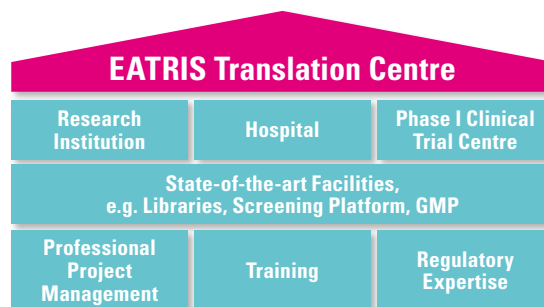 EATRIS Translation Centre
Research
Institution
Hospital
Phase I Clinical
Trial Centre
State-of-the-art Facilities,
e.g. Libraries, Screening Platform, GMP
Professional
Project
Management
Training
Regulatory
Expertise